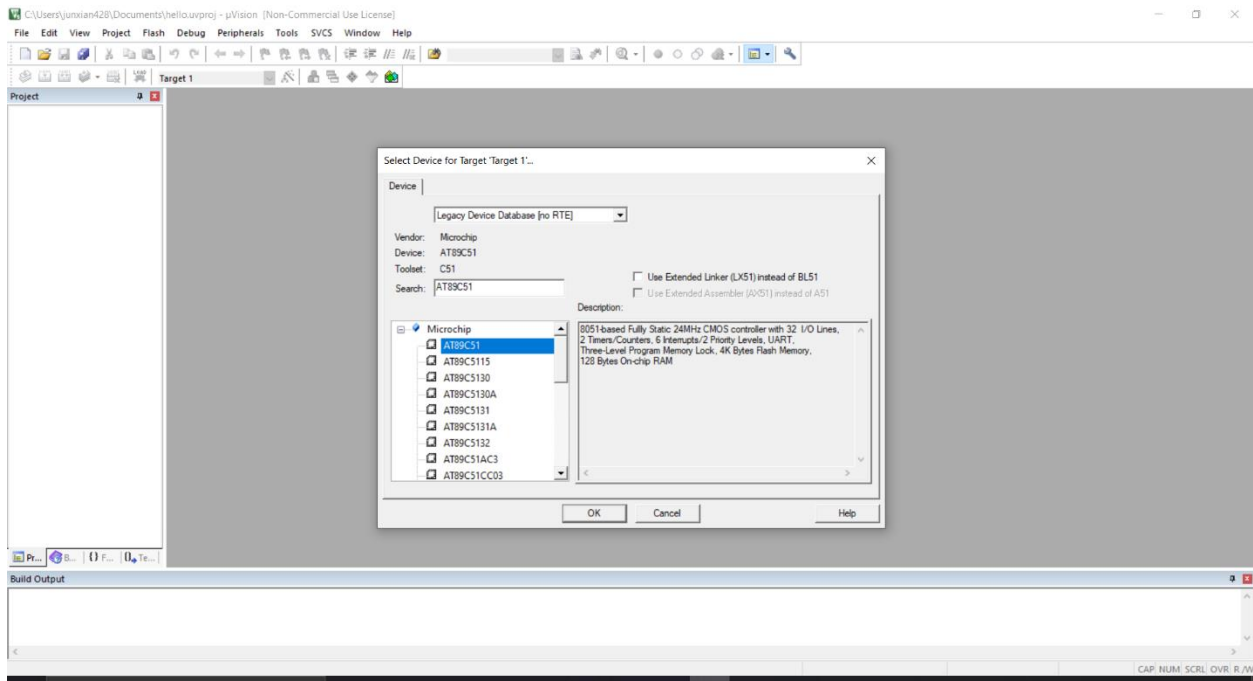 C:\Users\junxian428\Documents\hello.uvproj - µVision [Non-Commercial Use License]
File Edit View Project Flash Debug Peripherals Tools SVCS Window Help
LOAD Target 1
Project
Select Device for Target 'Target 1'...
Device
Legacy Device Database [no RTE]
Vendor: Microchip
Device: AT89C51
Toolset: C51
Search: AT89C51
Use Extended Linker (LX51) instead of BL51
Use Extended Assembler (AX51) instead of A51
Description:
Microchip
AT89C51
AT89C5115
AT89C5130
AT89C5130A
AT89C5131
AT89C5131A
AT89C5132
AT89C51AC3
AT89C51CC03
8051-based Fullly Static 24MHz CMOS controller with 32 I/O Lines,
2 Timers/Counters, 6 Interrupts/2 Priority Levels, UART,
Three-Level Program Memory Lock, 4K Bytes Flash Memory,
128 Bytes On-chip RAM
OK Cancel Help
Pr... B... {} F... Te...
Build Output
CAP NUM SCRL OVR R/W